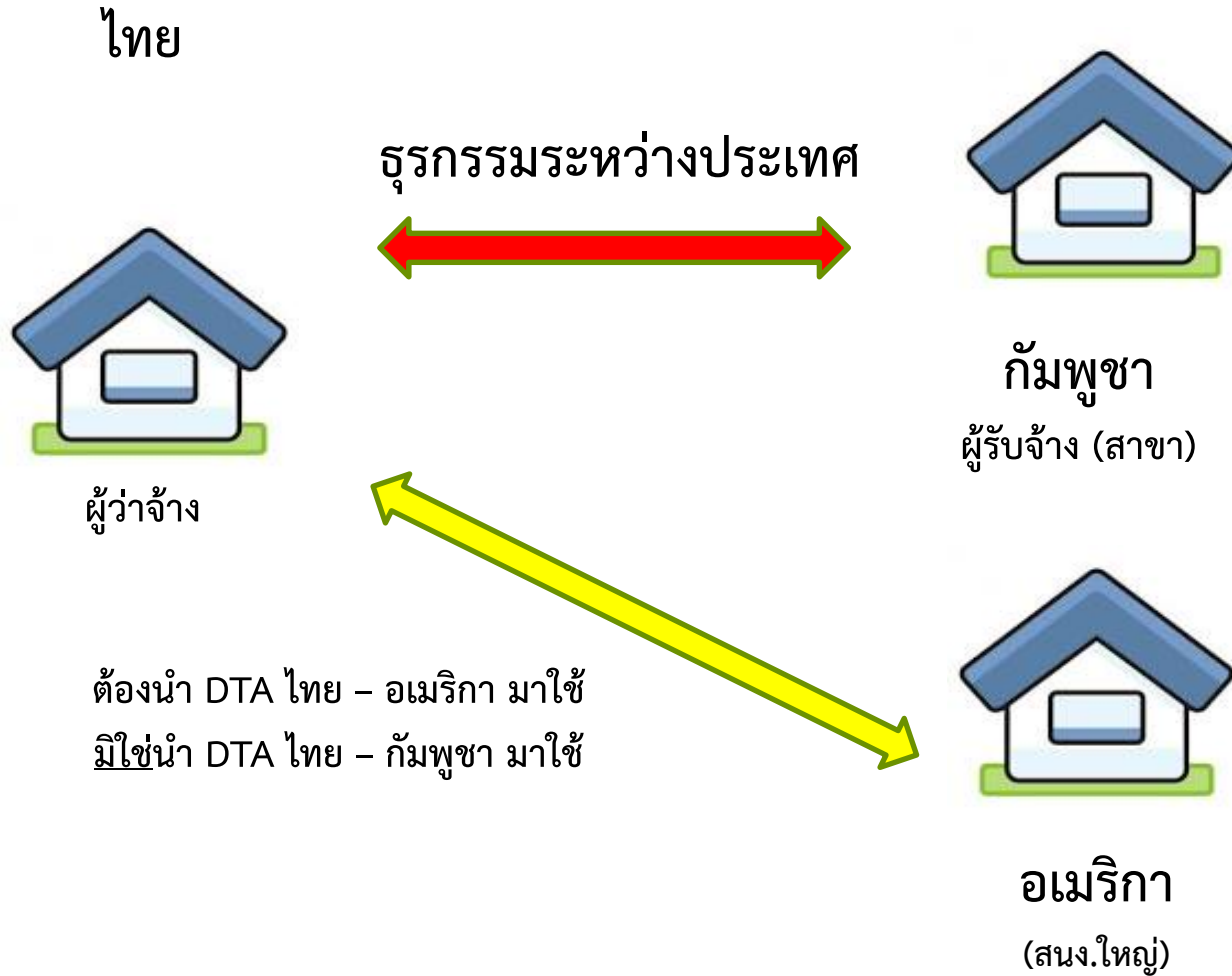 ไทย
ธุรกรรมระหว่างประเทศ
กัมพูชา
ผู้รับจ้าง (สาขา)
ผู้ว่าจ้าง
ต้องนำ DTA ไทย – อเมริกา มาใช้
มิใช่นำ DTA ไทย – กัมพูชา มาใช้
อเมริกา
(สนง.ใหญ่)